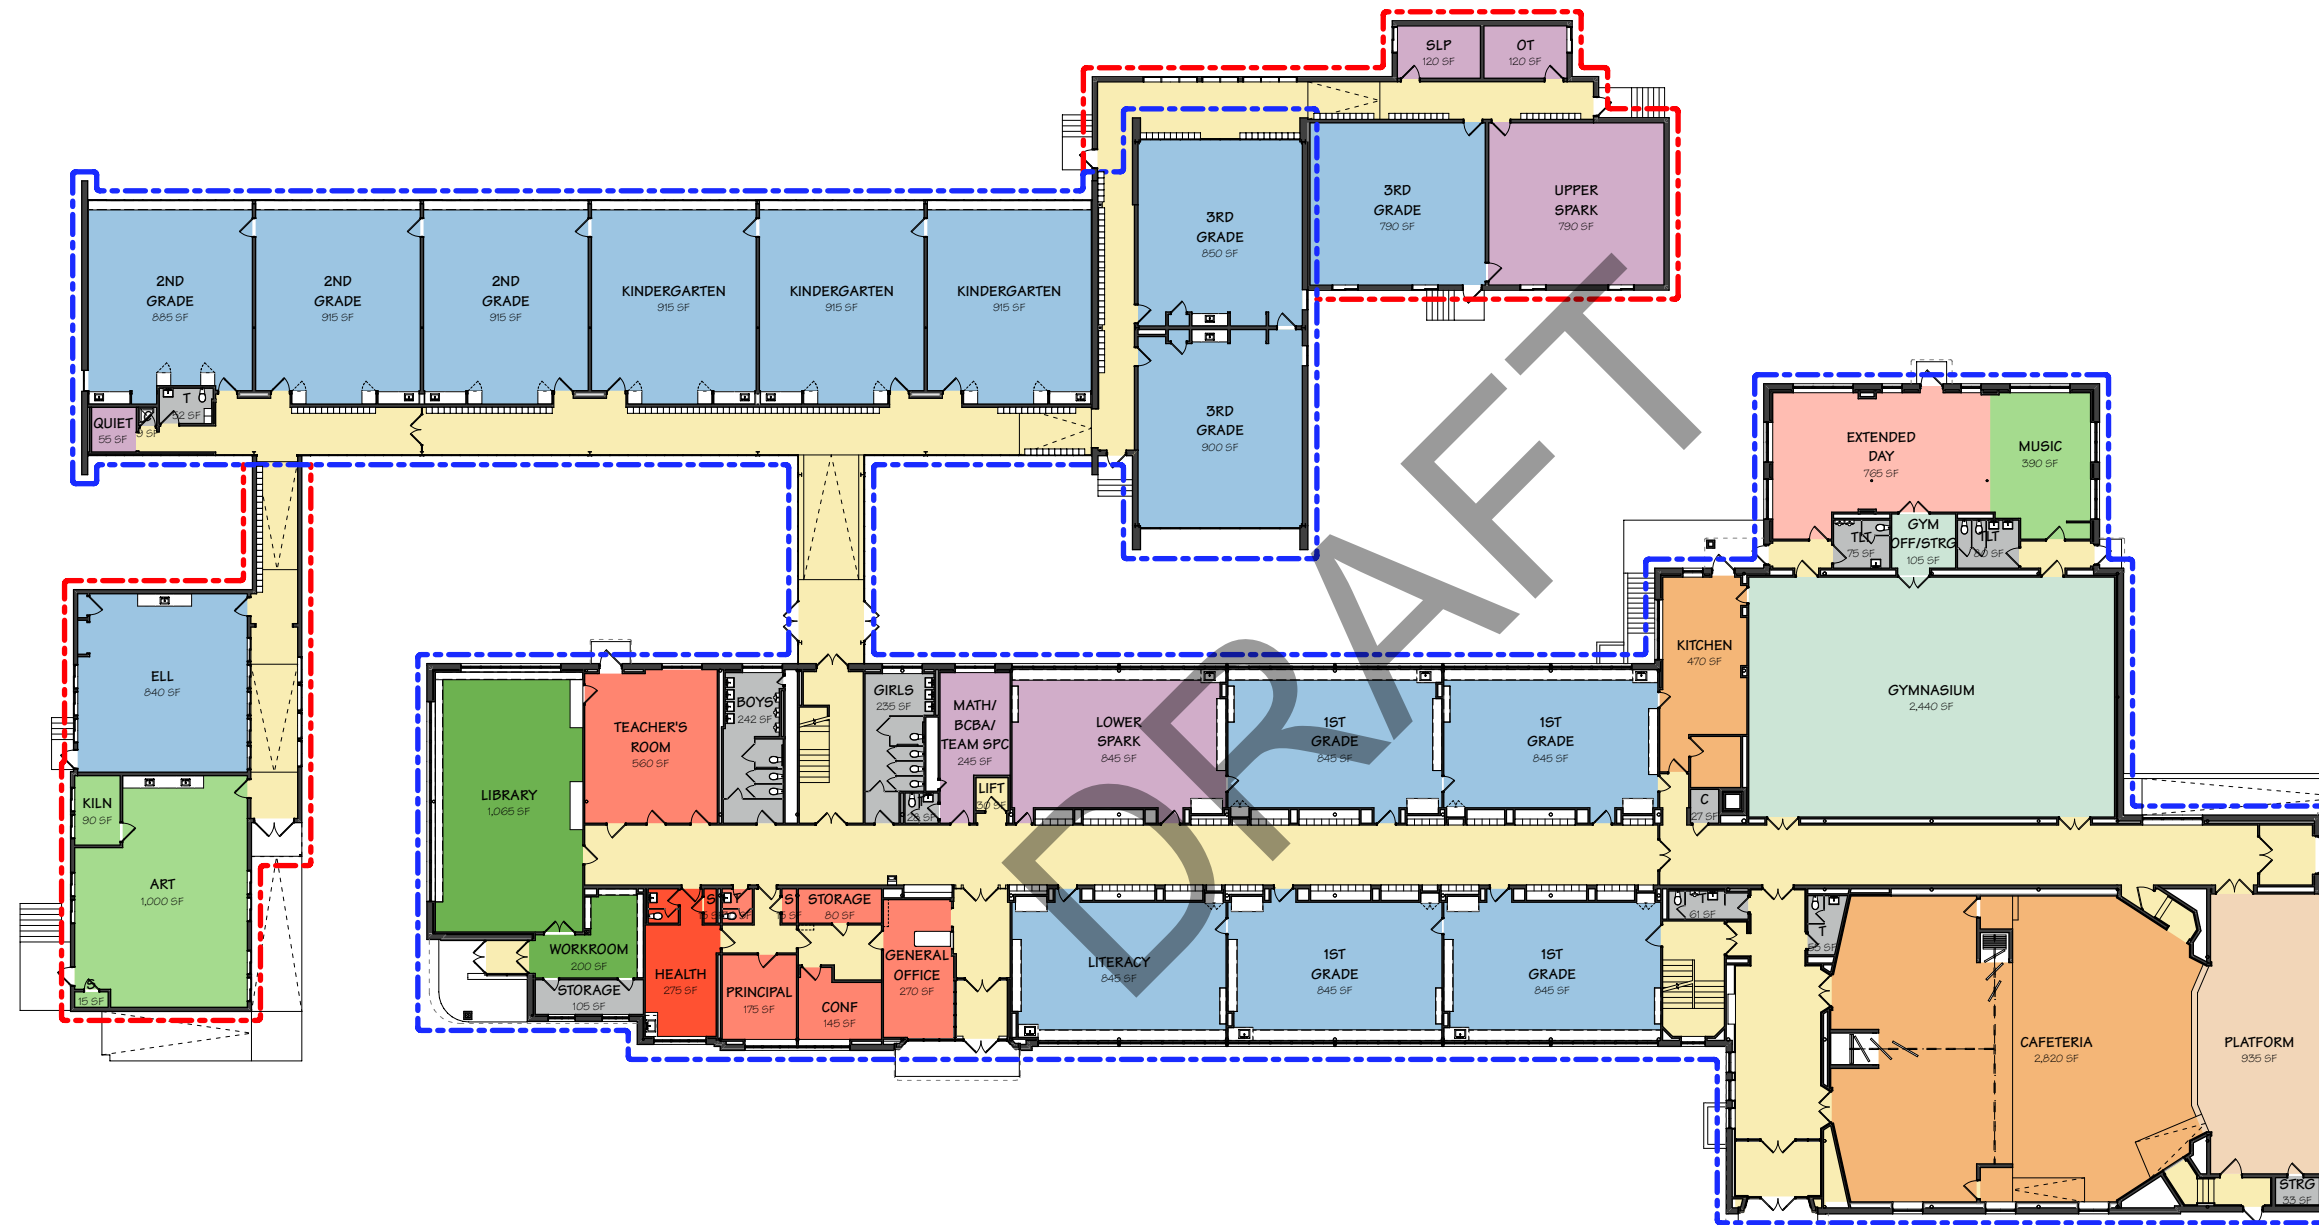 SLP
120 SF
OT
120 SF
3RD
GRADE
850 SF
3RD
GRADE
790 SF
UPPER
SPARK
790 SF
2ND
GRADE
885 SF
2ND
GRADE
915 SF
2ND
GRADE
915 SF
KINDERGARTEN
915 SF
KINDERGARTEN
915 SF
KINDERGARTEN
915 SF
QUIET
55 SF
T
52 SF
3RD
GRADE
900 SF
EXTENDED
DAY
765 SF
MUSIC
390 SF
TLT
75 SF
GYM
OFF/STRG
105 SF
TLT
80 SF
ELL
840 SF
KITCHEN
470 SF
GYMNASIUM
2,440 SF
TEACHER'S
ROOM
560 SF
BOYS
242 SF
GIRLS
235 SF
MATH/
BCBA/
TEAM SPC
245 SF
LOWER
SPARK
845 SF
1ST
GRADE
845 SF
1ST
GRADE
845 SF
LIBRARY
1,065 SF
LIFT
30 SF
C
27 SF
KILN
90 SF
ART
1,000 SF
S
15 SF
STORAGE
80 SF
T
61 SF
T
WORKROOM
200 SF
STORAGE
105 SF
HEALTH
275 SF
PRINCIPAL
175 SF
CONF
145 SF
GENERAL
OFFICE
270 SF
LITERACY
845 SF
1ST
GRADE
845 SF
1ST
GRADE
845 SF
CAFETERIA
2,820 SF
PLATFORM
935 SF
STRG
33 SF
DRAFT